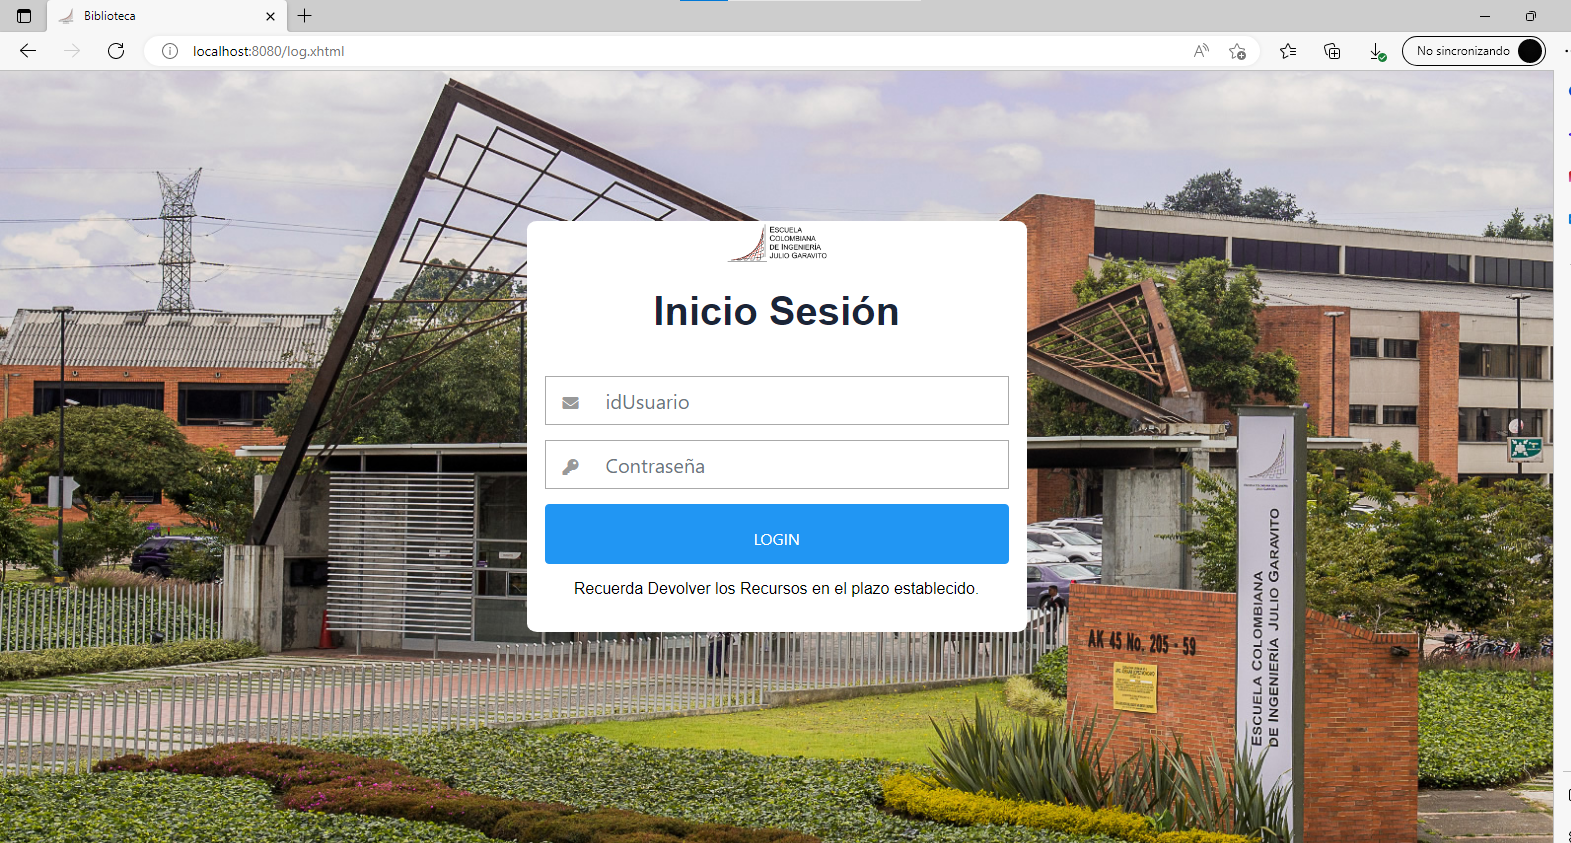 Biblioteca
localhost:8080/log.xhtml
No sincronizando
ESCUELA
COLOMBIANA
DE INGENIERÍA
JULIO GARAVITO
Inicio Sesión
idUsuario
Contraseña
LOGIN
Recuerda Devolver los Recursos en el plazo establecido.
AK 45 No. 205 - 59
ESCUELA COLOMBIANA
DE INGENIERÍA JULIO GARAVITO